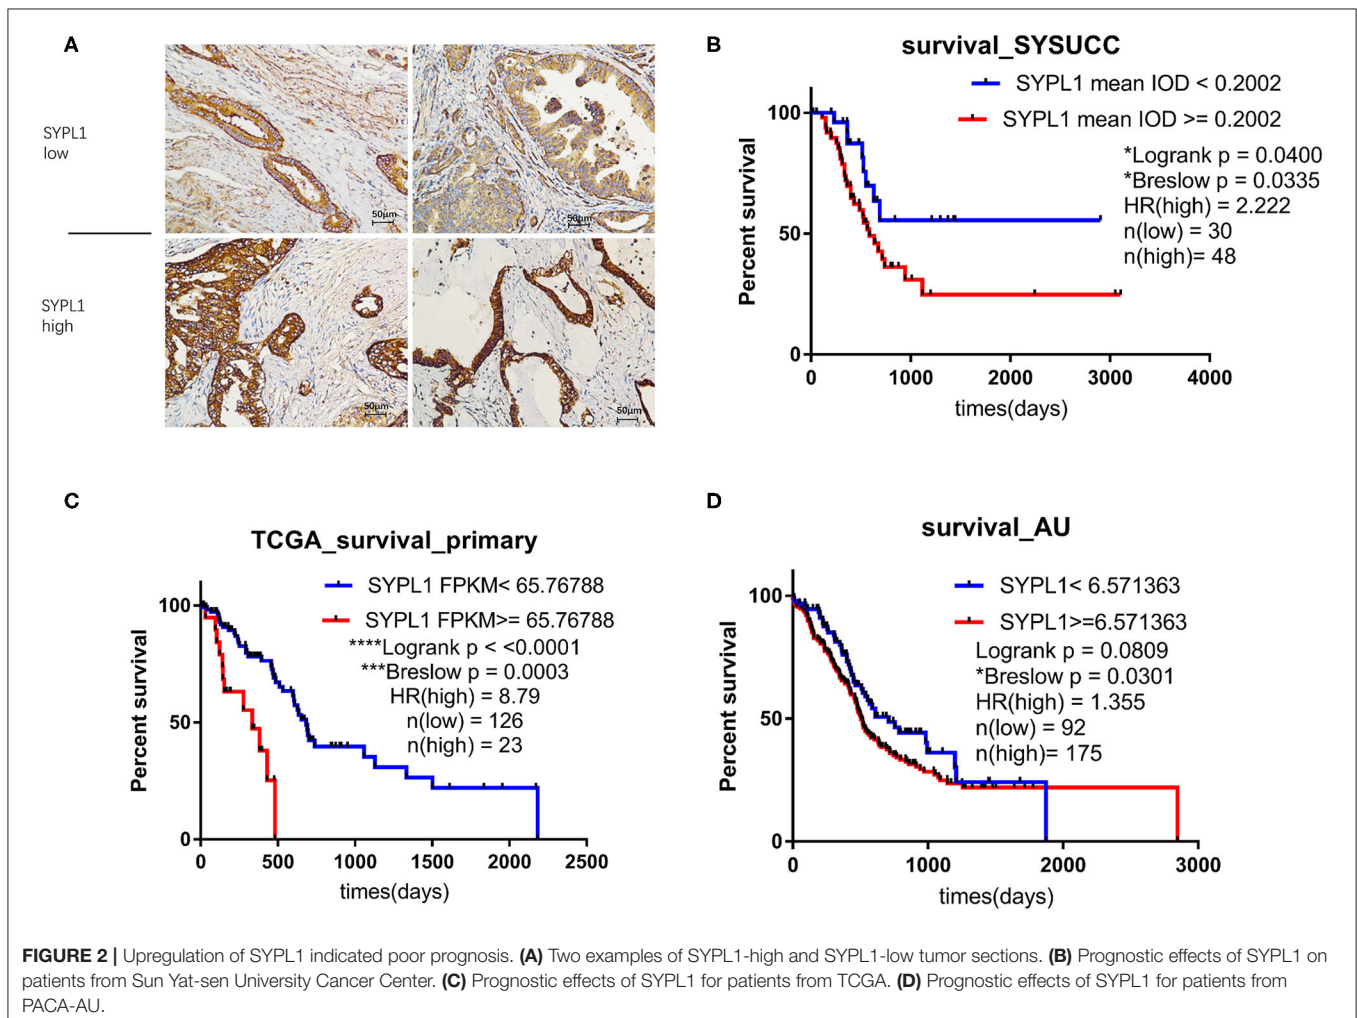 A
SYPL1
low
50μm
50μm
SYPL1
high
50μm
50μm
B
survival_SYSUCC
SYPL1 mean IOD < 0.2002
SYPL1 mean IOD >= 0.2002
*Logrank p = 0.0400
*Breslow p = 0.0335
HR(high) = 2.222
n(low) = 30
n(high)= 48
Percent survival
100
50
0
0 1000 2000 3000 4000
times(days)
C
TCGA_survival_primary
SYPL1 FPKM< 65.76788
SYPL1 FPKM>= 65.76788
****Logrank p < <0.0001
***Breslow p = 0.0003
HR(high) = 8.79
n(low) = 126
n(high) = 23
Percent survival
100
50
0
0 500 1000 1500 2000 2500
times(days)
D
survival_AU
SYPL1< 6.571363
SYPL1>=6.571363
Logrank p = 0.0809
*Breslow p = 0.0301
HR(high) = 1.355
n(low) = 92
n(high)= 175
Percent survival
100
50
0
0 1000 2000 3000
times(days)
FIGURE 2 | Upregulation of SYPL1 indicated poor prognosis. (A) Two examples of SYPL1-high and SYPL1-low tumor sections. (B) Prognostic effects of SYPL1 on
patients from Sun Yat-sen University Cancer Center. (C) Prognostic effects of SYPL1 for patients from TCGA. (D) Prognostic effects of SYPL1 for patients from
PACA-AU.